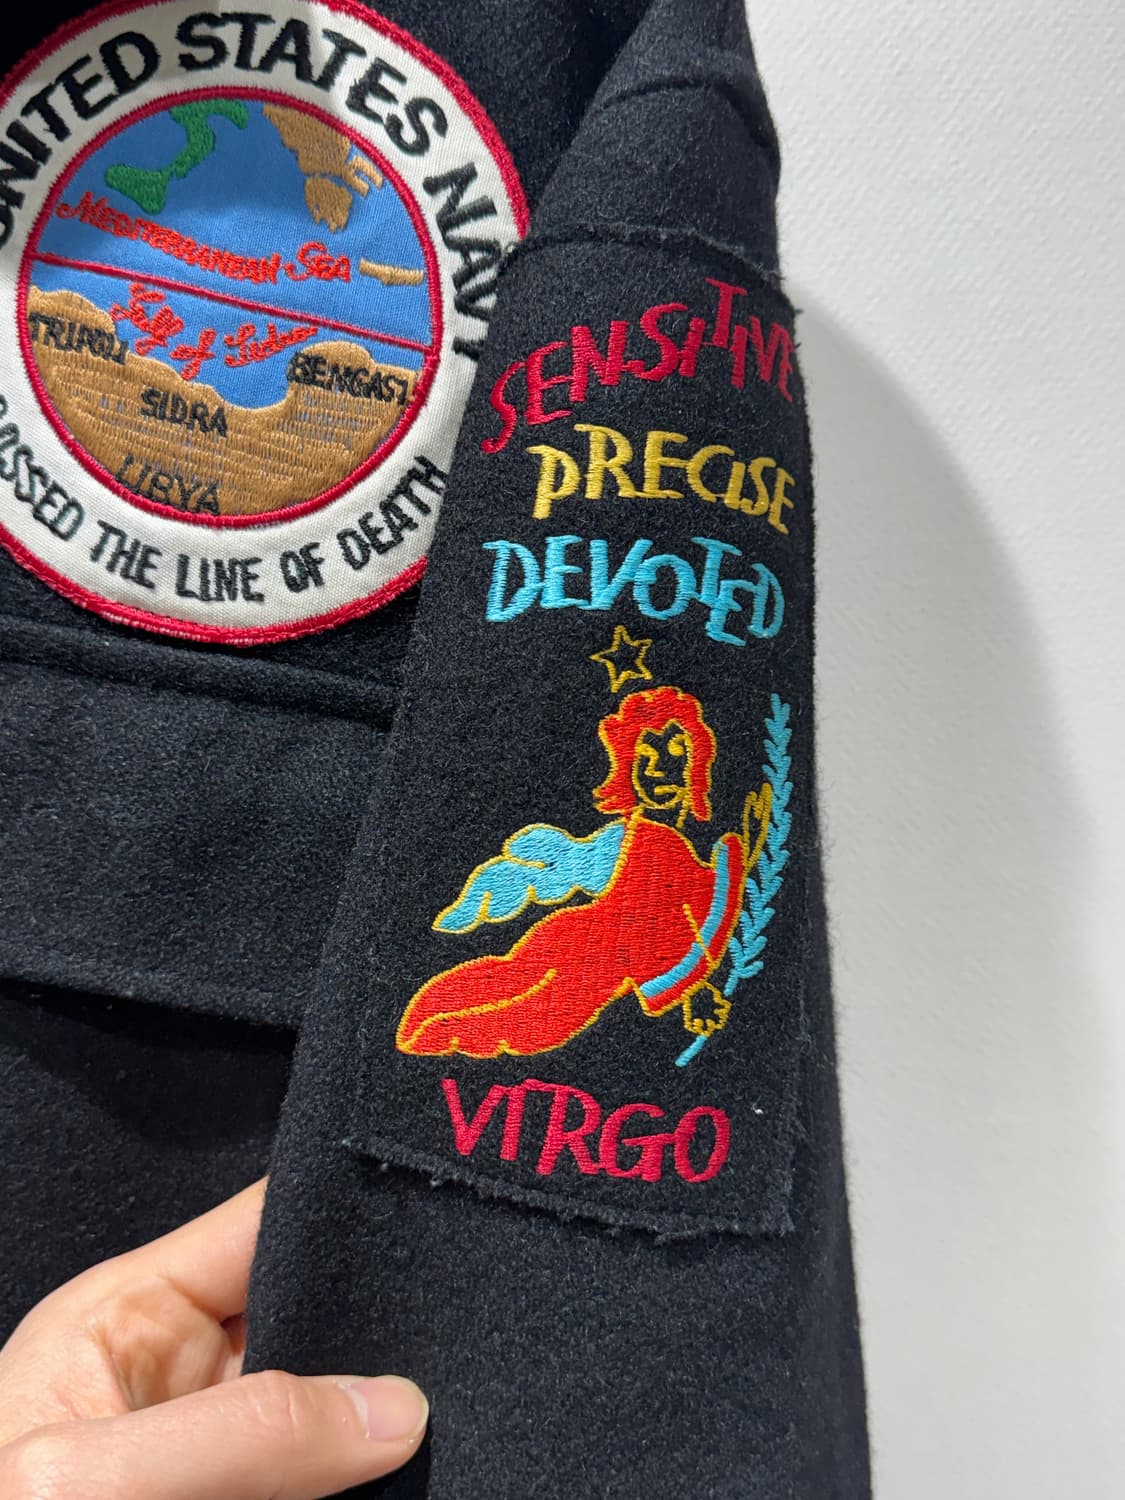 UNITED STATES NAVY
MEDITERRANEAN SEA
Gulf of Sidra
TRIPOLI
BENGASI
SIDRA
LIBYA
OSSED THE LINE OF DEATH
SENSITIVE
PRECISE
DEVOTED
VIRGO